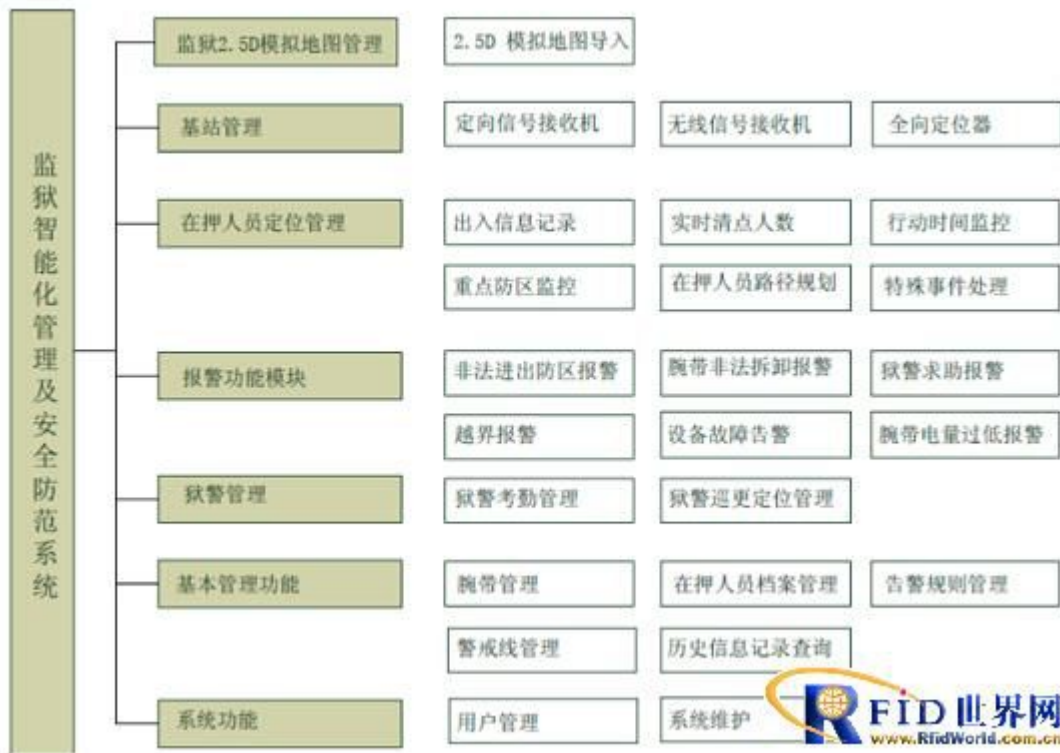 监狱智能化管理及安全防范系统
监狱2.5D模拟地图管理
2.5D 模拟地图导入
基站管理
定向信号接收机
无线信号接收机
全向定位器
在押人员定位管理
出入信息记录
实时清点人数
行动时间监控
重点防区监控
在押人员路径规划
特殊事件处理
报警功能模块
非法进出防区报警
腕带非法拆卸报警
狱警求助报警
越界报警
设备故障告警
腕带电量过低报警
狱警管理
狱警考勤管理
狱警巡更定位管理
基本管理功能
腕带管理
在押人员档案管理
告警规则管理
警戒线管理
历史信息记录查询
系统功能
用户管理
系统维护
RFID世界网
www.RfidWorld.com.cn